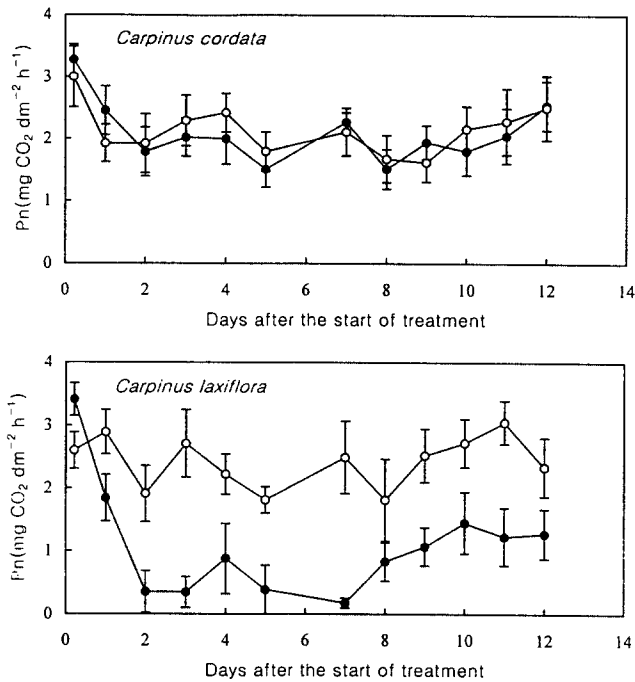 Carpinus cordata
Pn(mg CO₂ dm⁻² h⁻¹)
4
3
2
1
0
0 2 4 6 8 10 12 14
Days after the start of treatment
Carpinus laxiflora
Pn(mg CO₂ dm⁻² h⁻¹)
4
3
2
1
0
0 2 4 6 8 10 12 14
Days after the start of treatment